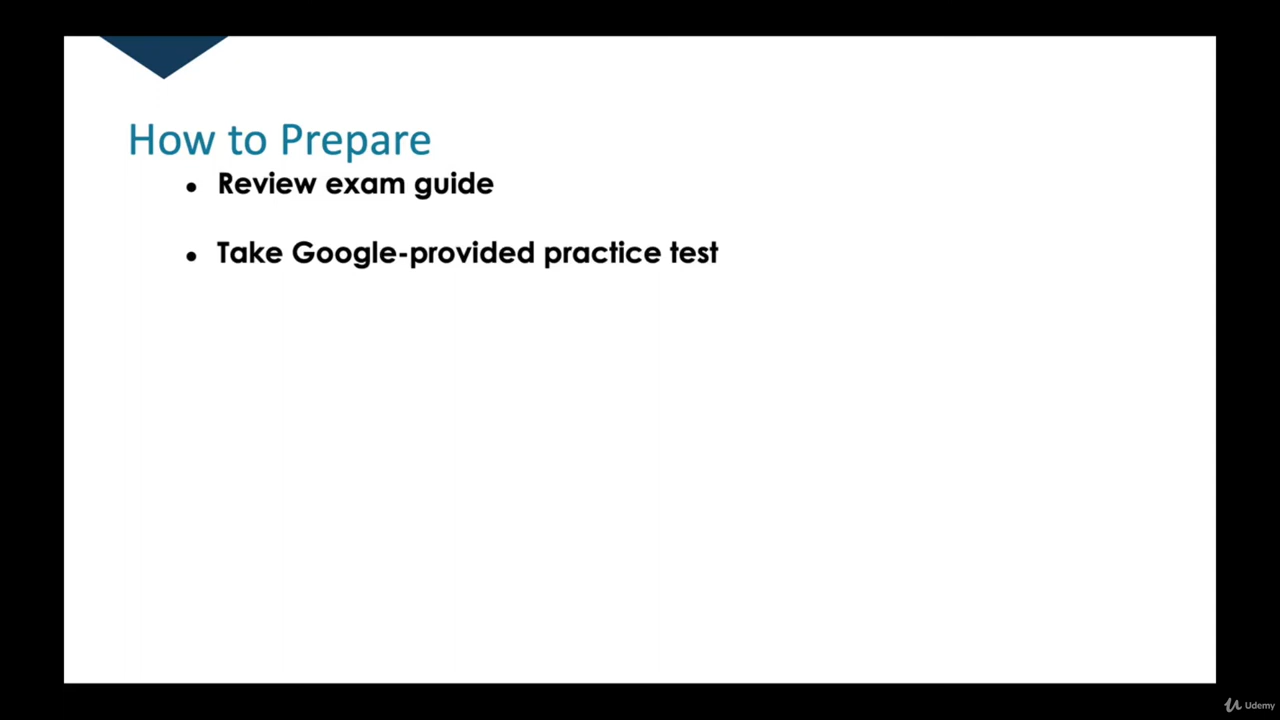 How to Prepare
● Review exam guide
● Take Google-provided practice test
Udemy